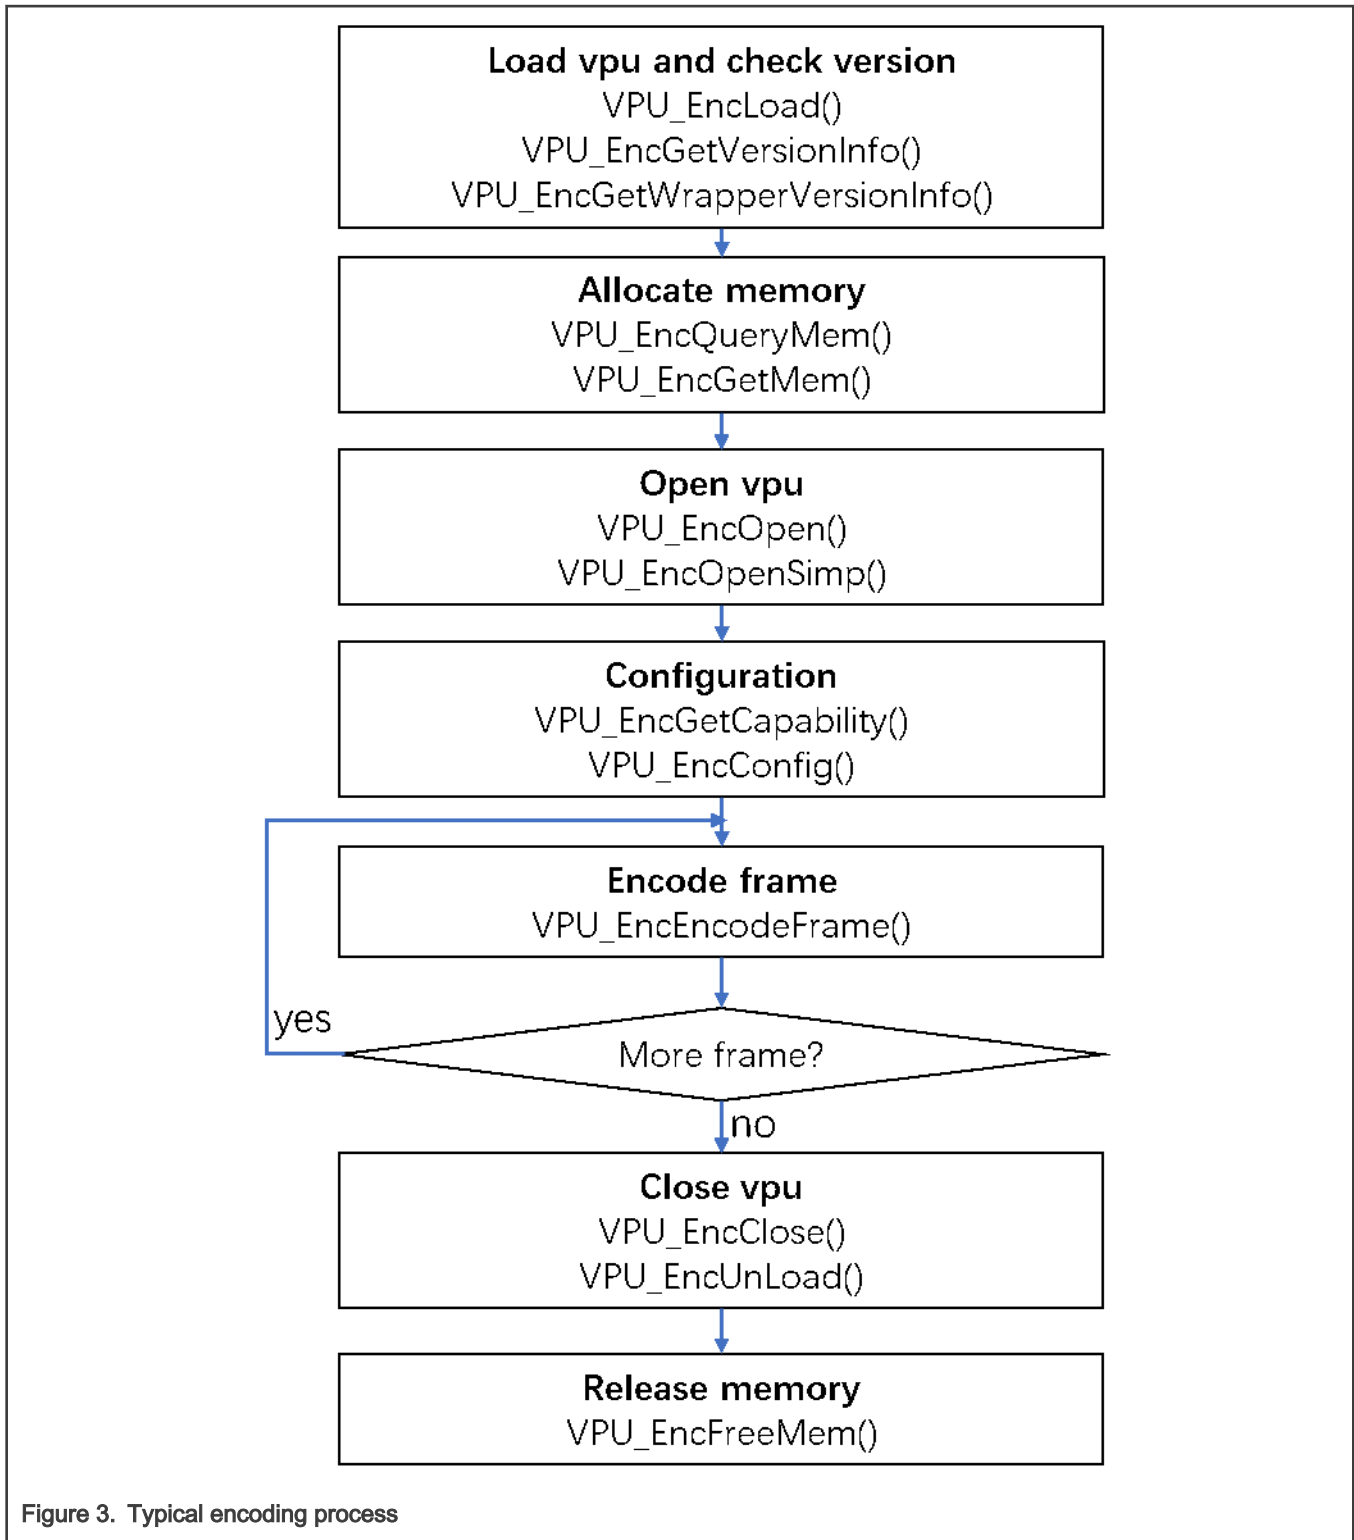 Load vpu and check version
VPU_EncLoad()
VPU_EncGetVersionInfo()
VPU_EncGetWrapperVersionInfo()
Allocate memory
VPU_EncQueryMem()
VPU_EncGetMem()
Open vpu
VPU_EncOpen()
VPU_EncOpenSimp()
Configuration
VPU_EncGetCapability()
VPU_EncConfig()
Encode frame
VPU_EncEncodeFrame()
yes
More frame?
no
Close vpu
VPU_EncClose()
VPU_EncUnLoad()
Release memory
VPU_EncFreeMem()
Figure 3. Typical encoding process